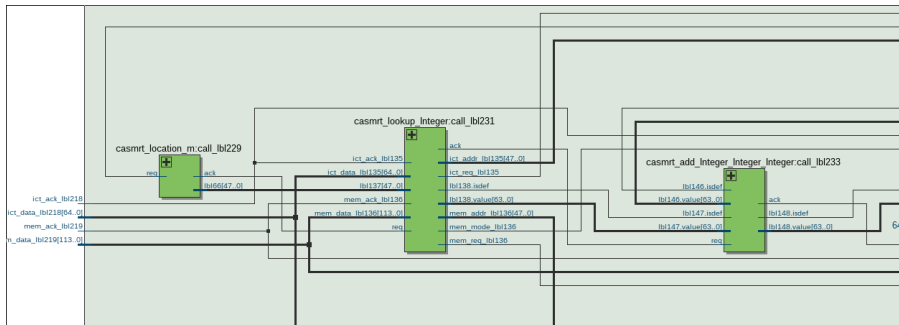 casmrt_lookup_Integer:call_lbl231
casmrt_location_m:call_lbl229
casmrt_add_Integer_Integer_Integer:call_lbl233
req
ack
lbl66[47..0]
ict_ack_lbl135
ict_data_lbl135[64..0]
lbl137[47..0]
mem_ack_lbl136
mem_data_lbl136[113..0]
req
ack
ict_addr_lbl135[47..0]
ict_req_lbl135
lbl138.isdef
lbl138.value[63..0]
mem_addr_lbl136[47..0]
mem_mode_lbl136
mem_req_lbl136
lbl146.isdef
lbl146.value[63..0]
lbl147.isdef
lbl147.value[63..0]
req
ack
lbl148.isdef
lbl148.value[63..0]
ict_ack_lbl218
ict_data_lbl218[64..0]
mem_ack_lbl219
m_data_lbl219[113..0]